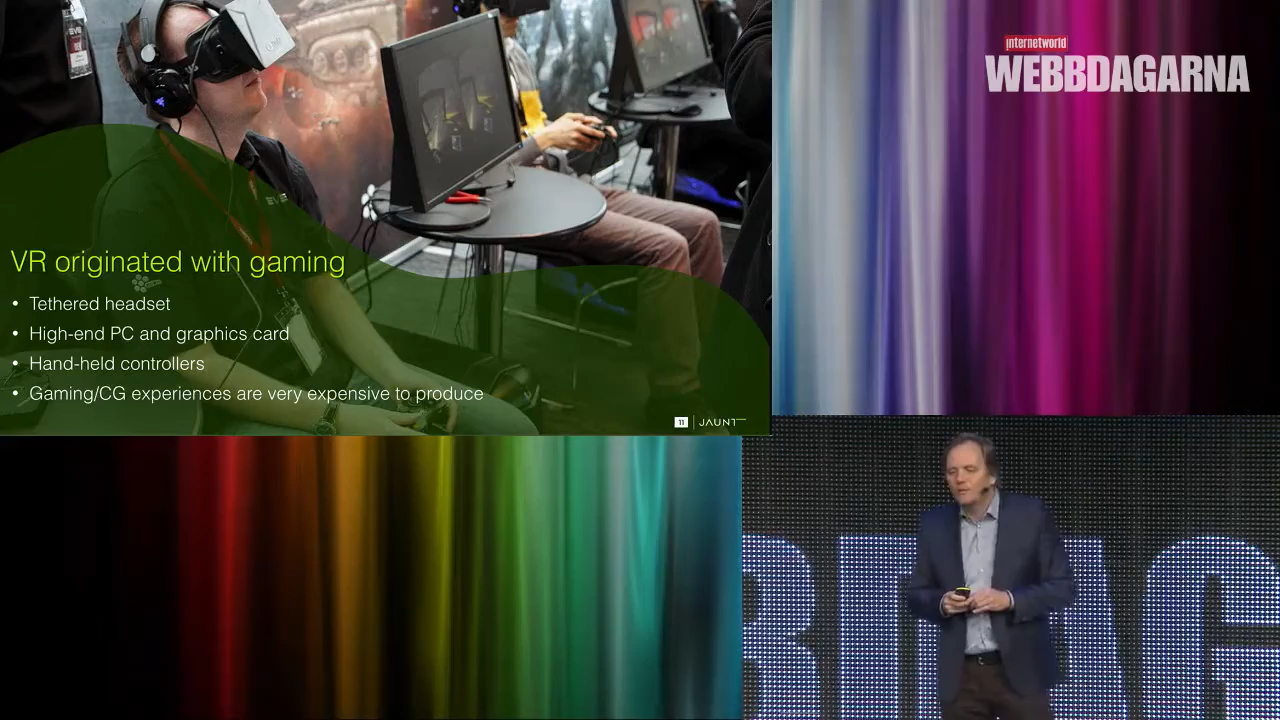 internetworld
WEBBDAGARNA
VR originated with gaming
• Tethered headset
• High-end PC and graphics card
• Hand-held controllers
• Gaming/CG experiences are very expensive to produce
11 | JAUNT
BDAG